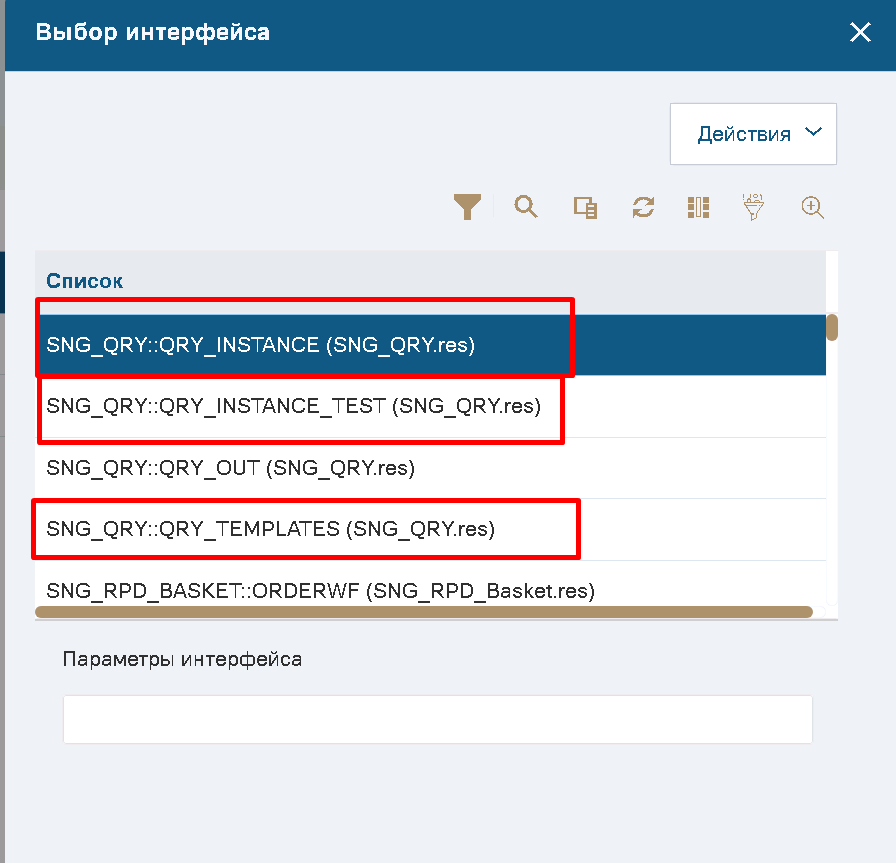 Выбор интерфейса
Действия
Список
SNG_QRY::QRY_INSTANCE (SNG_QRY.res)
SNG_QRY::QRY_INSTANCE_TEST (SNG_QRY.res)
SNG_QRY::QRY_OUT (SNG_QRY.res)
SNG_QRY::QRY_TEMPLATES (SNG_QRY.res)
SNG_RPD_BASKET::ORDERWF (SNG_RPD_Basket.res)
Параметры интерфейса